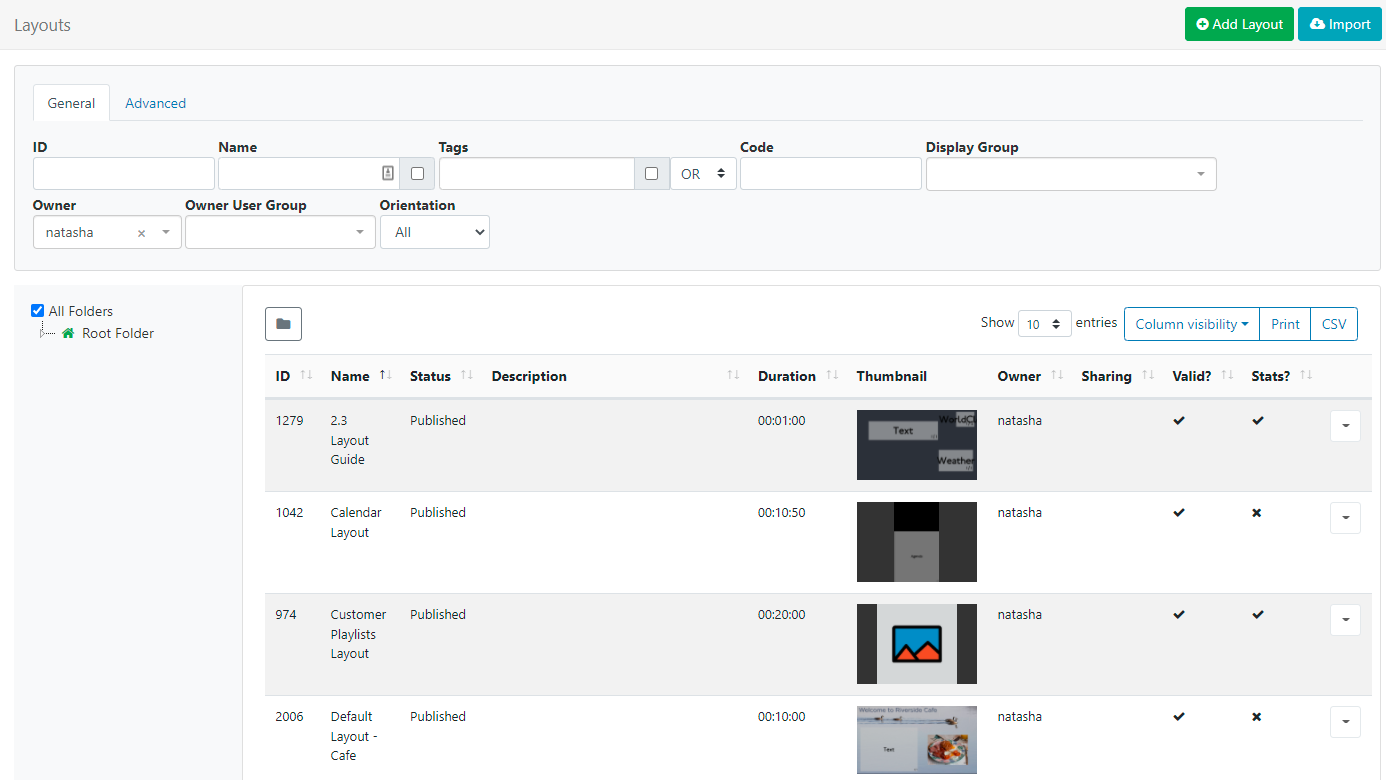 Layouts
Add Layout
Import
General
Advanced
ID
Name
Tags
Code
Display Group
OR
Owner
Owner User Group
Orientation
natasha
×
All
All Folders
Root Folder
Show 10 entries
Column visibility
Print
CSV
ID
Name
Status
Description
Duration
Thumbnail
Owner
Sharing
Valid?
Stats?
1279
2.3
Layout
Guide
Published
00:01:00
Text
WorldCl
Weather
natasha
1042
Calendar
Layout
Published
00:10:50
natasha
974
Customer
Playlists
Layout
Published
00:20:00
natasha
2006
Default
Layout -
Cafe
Published
00:10:00
Welcome to Riverside Cafe
Text
natasha